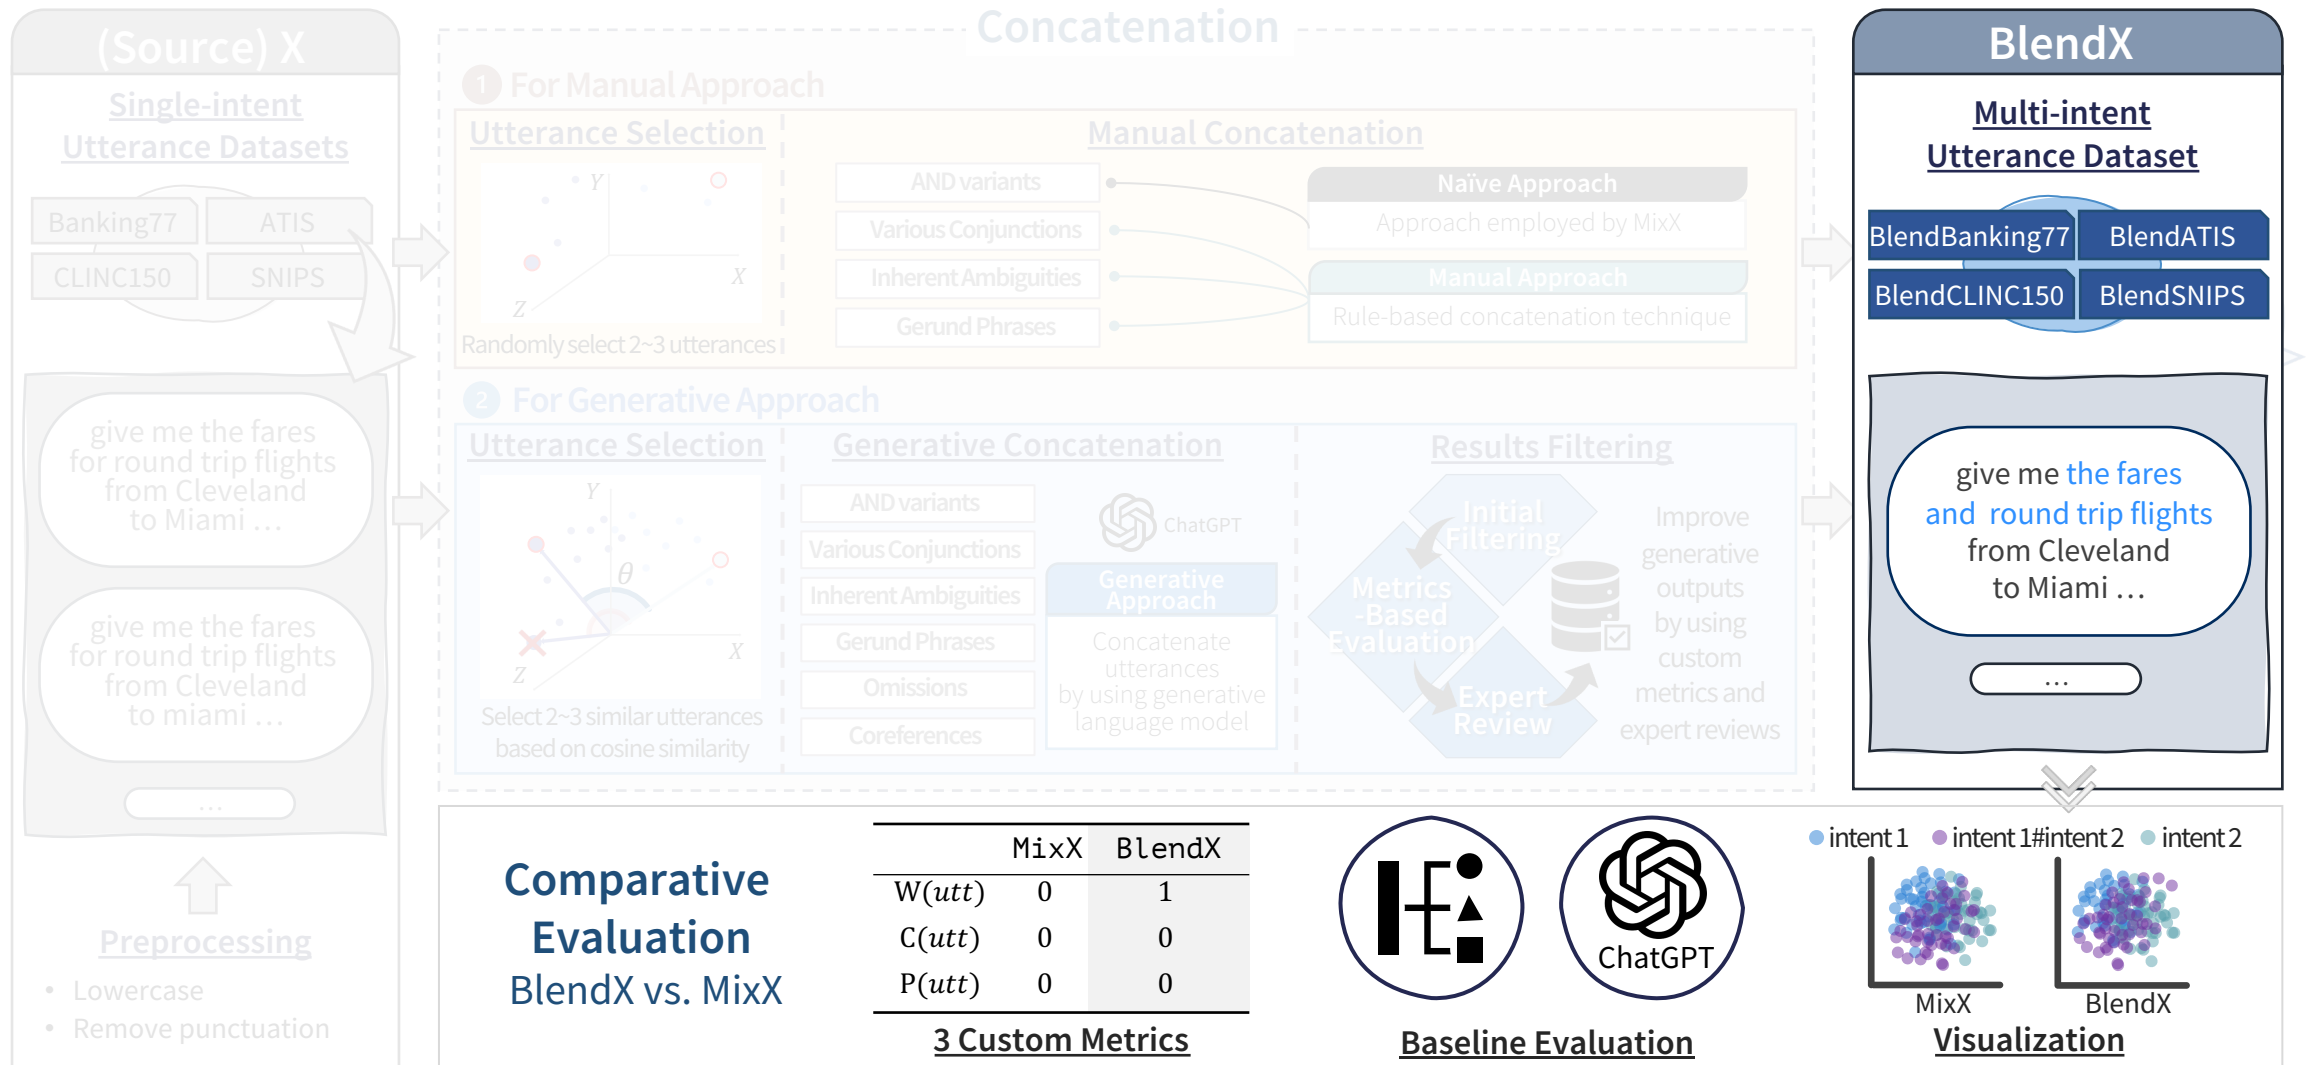 (Source) X
Single-intent
Utterance Datasets
Banking77
ATIS
CLINC150
SNIPS
give me the fares
for round trip flights
from Cleveland
to Miami ...
give me the fares
for round trip flights
from Cleveland
to miami ...
...
Preprocessing
• Lowercase
• Remove punctuation
Concatenation
1 For Manual Approach
Utterance Selection
Y
X
Z
Randomly select 2~3 utterances
Manual Concatenation
AND variants
Various Conjunctions
Inherent Ambiguities
Gerund Phrases
Naïve Approach
Approach employed by MixX
Manual Approach
Rule-based concatenation technique
2 For Generative Approach
Utterance Selection
Y
θ
X
Z
Select 2~3 similar utterances
based on cosine similarity
Generative Concatenation
AND variants
Various Conjunctions
Inherent Ambiguities
Gerund Phrases
Omissions
Coreferences
ChatGPT
Generative
Approach
Concatenate
utterances
by using generative
language model
Results Filtering
Initial
Filtering
Metrics
-Based
Evaluation
Expert
Review
Improve
generative
outputs
by using
custom
metrics and
expert reviews
BlendX
Multi-intent
Utterance Dataset
BlendBanking77
BlendATIS
BlendCLINC150
BlendSNIPS
give me the fares
and round trip flights
from Cleveland
to Miami ...
...
Comparative
Evaluation
BlendX vs. MixX
MixX BlendX
W(utt) 0 1
C(utt) 0 0
P(utt) 0 0
3 Custom Metrics
ChatGPT
Baseline Evaluation
intent 1 intent 1#intent 2 intent 2
MixX
BlendX
Visualization